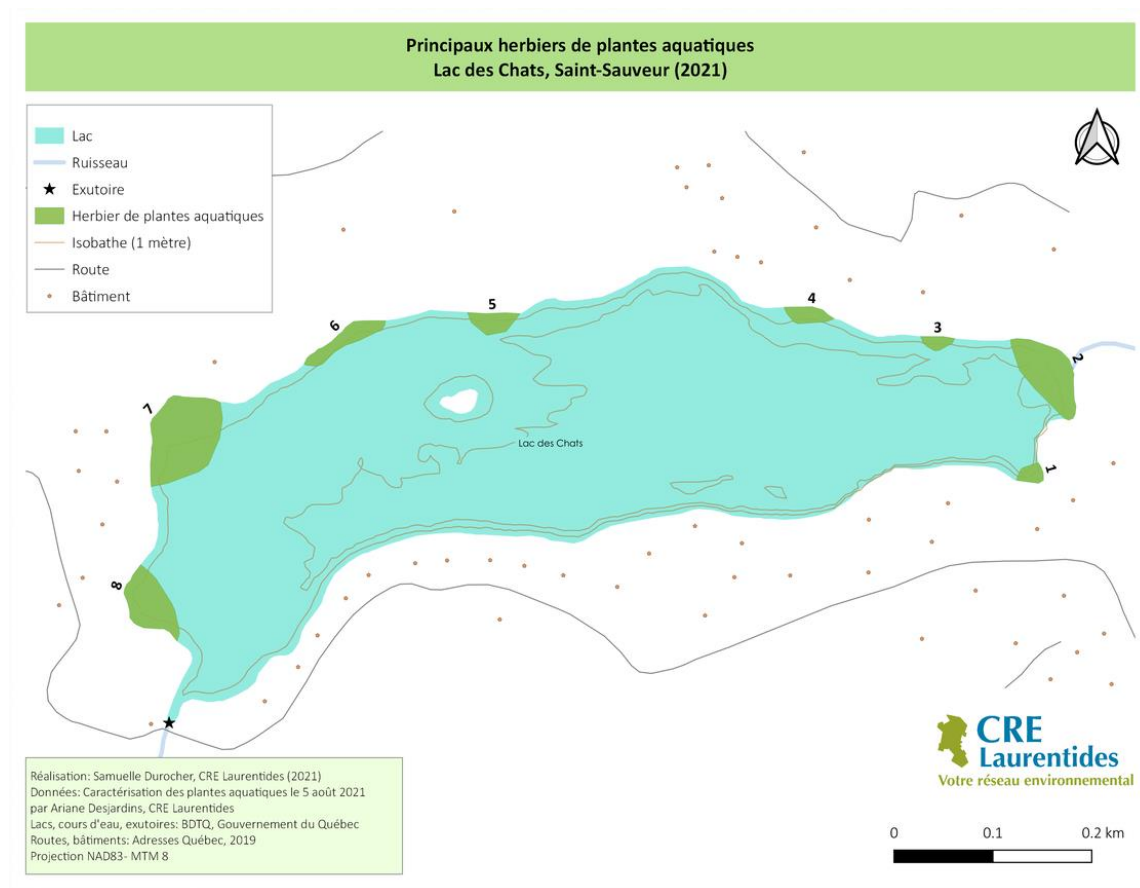 Principaux herbiers de plantes aquatiques
Lac des Chats, Saint-Sauveur (2021)
Lac
Ruisseau
Exutoire
Herbier de plantes aquatiques
Isobathe (1 mètre)
Route
Bâtiment
4
5
6
3
2
7
Lac des Chats
1
8
CRE
Laurentides
Votre réseau environnemental
Réalisation: Samuelle Durocher, CRE Laurentides (2021)
Données: Caractérisation des plantes aquatiques le 5 août 2021
par Ariane Desjardins, CRE Laurentides
Lacs, cours d'eau, exutoires: BDTQ, Gouvernement du Québec
Routes, bâtiments: Adresses Québec, 2019
Projection NAD83- MTM 8
0 0.1 0.2 km